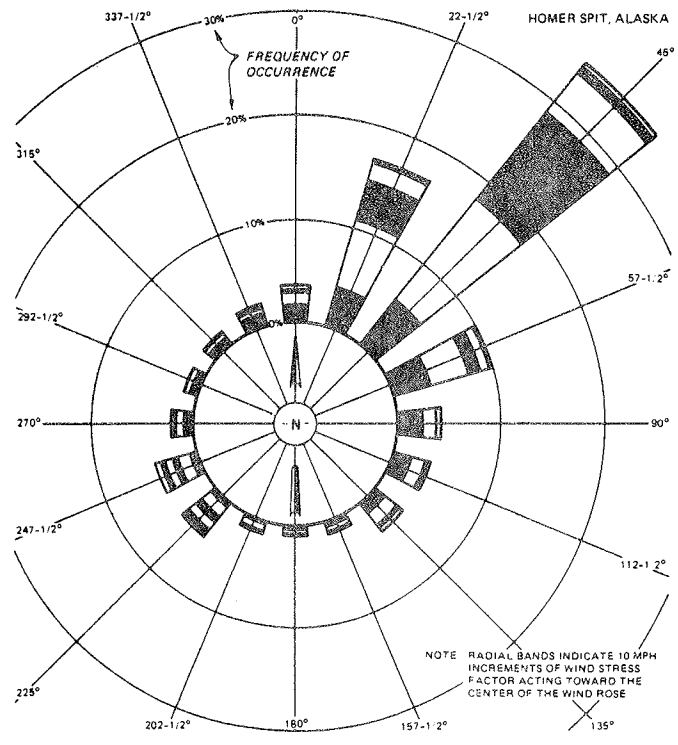 HOMER SPIT, ALASKA
337-1/2°
30%
0°
22-1/2°
45°
FREQUENCY OF
OCCURRENCE
20%
315°
10%
57-1/2°
0%
292-1/2°
270°
N
90°
247-1/2°
112-1/2°
NOTE RADIAL BANDS INDICATE 10 MPH
INCREMENTS OF WIND STRESS
FACTOR ACTING TOWARD THE
CENTER OF THE WIND ROSE
225°
202-1/2°
180°
157-1/2°
135°